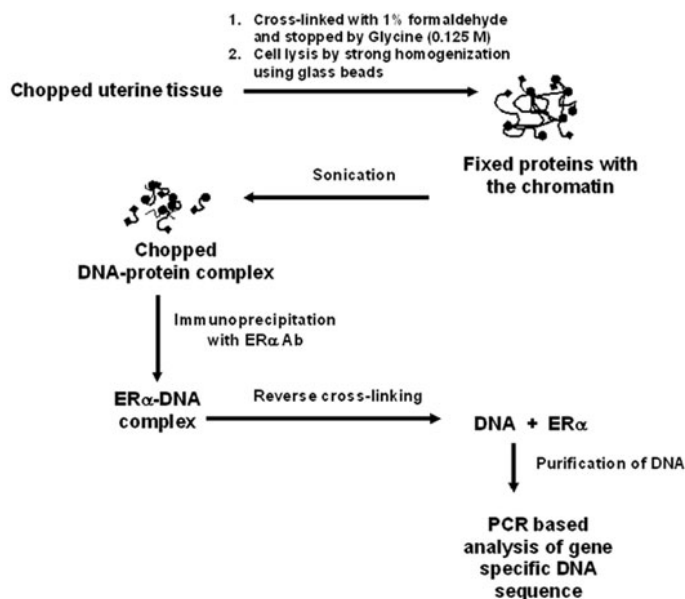 1. Cross-linked with 1% formaldehyde
and stopped by Glycine (0.125 M)
2. Cell lysis by strong homogenization
using glass beads
Chopped uterine tissue
Fixed proteins with
the chromatin
Sonication
Chopped
DNA-protein complex
Immunoprecipitation
with ERα Ab
ERα-DNA
complex
Reverse cross-linking
DNA + ERα
Purification of DNA
PCR based
analysis of gene
specific DNA
sequence